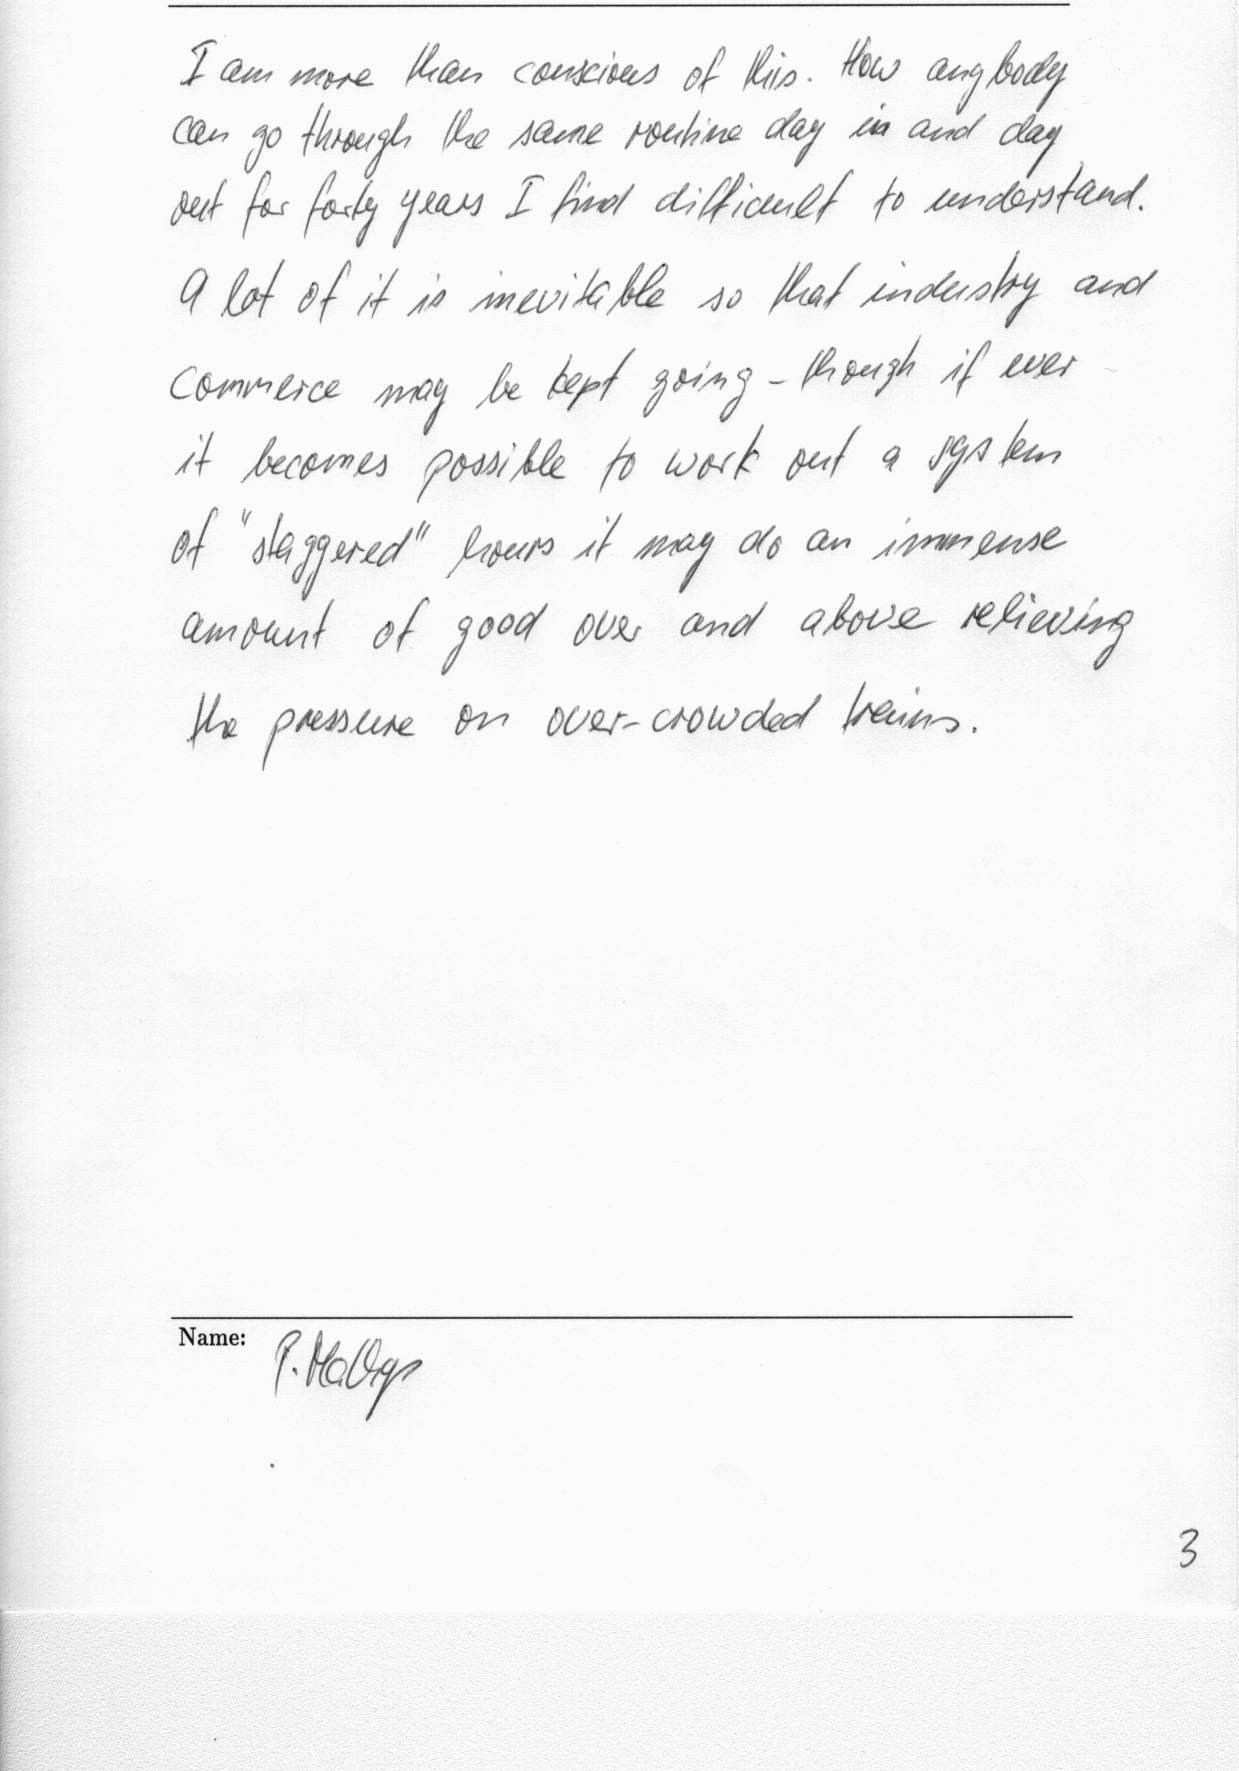 I am more than conscious of this. How anybody
can go through the same routine day in and day
out for forty years I find difficult to understand.
A lot of it is inevitable so that industry and
commerce may be kept going - though if ever
it becomes possible to work out a system
of "staggered" hours it may do an immense
amount of good over and above relieving
the pressure on over-crowded trains.
Name: P.
3